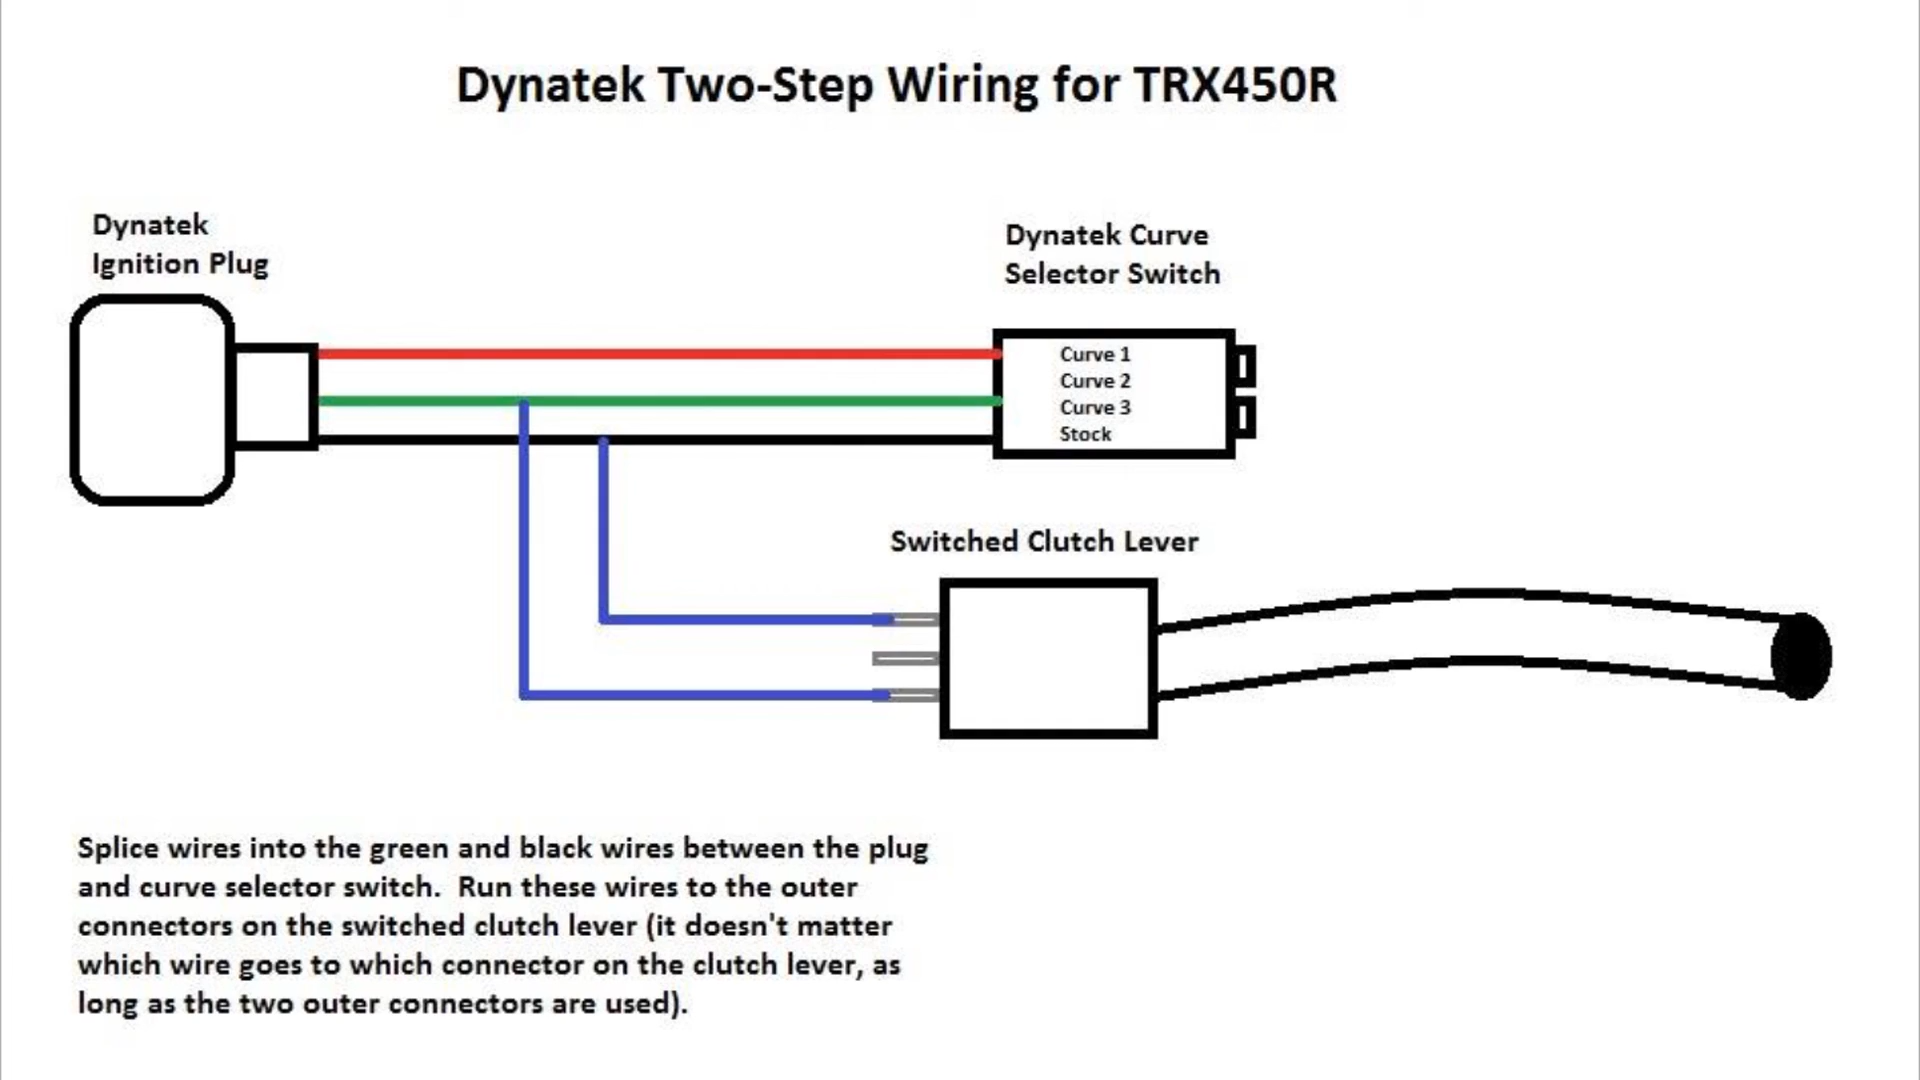 Dynatek Two-Step Wiring for TRX450R
Dynatek
Ignition Plug
Dynatek Curve
Selector Switch
Curve 1
Curve 2
Curve 3
Stock
Switched Clutch Lever
Splice wires into the green and black wires between the plug
and curve selector switch.  Run these wires to the outer
connectors on the switched clutch lever (it doesn't matter
which wire goes to which connector on the clutch lever, as
long as the two outer connectors are used).